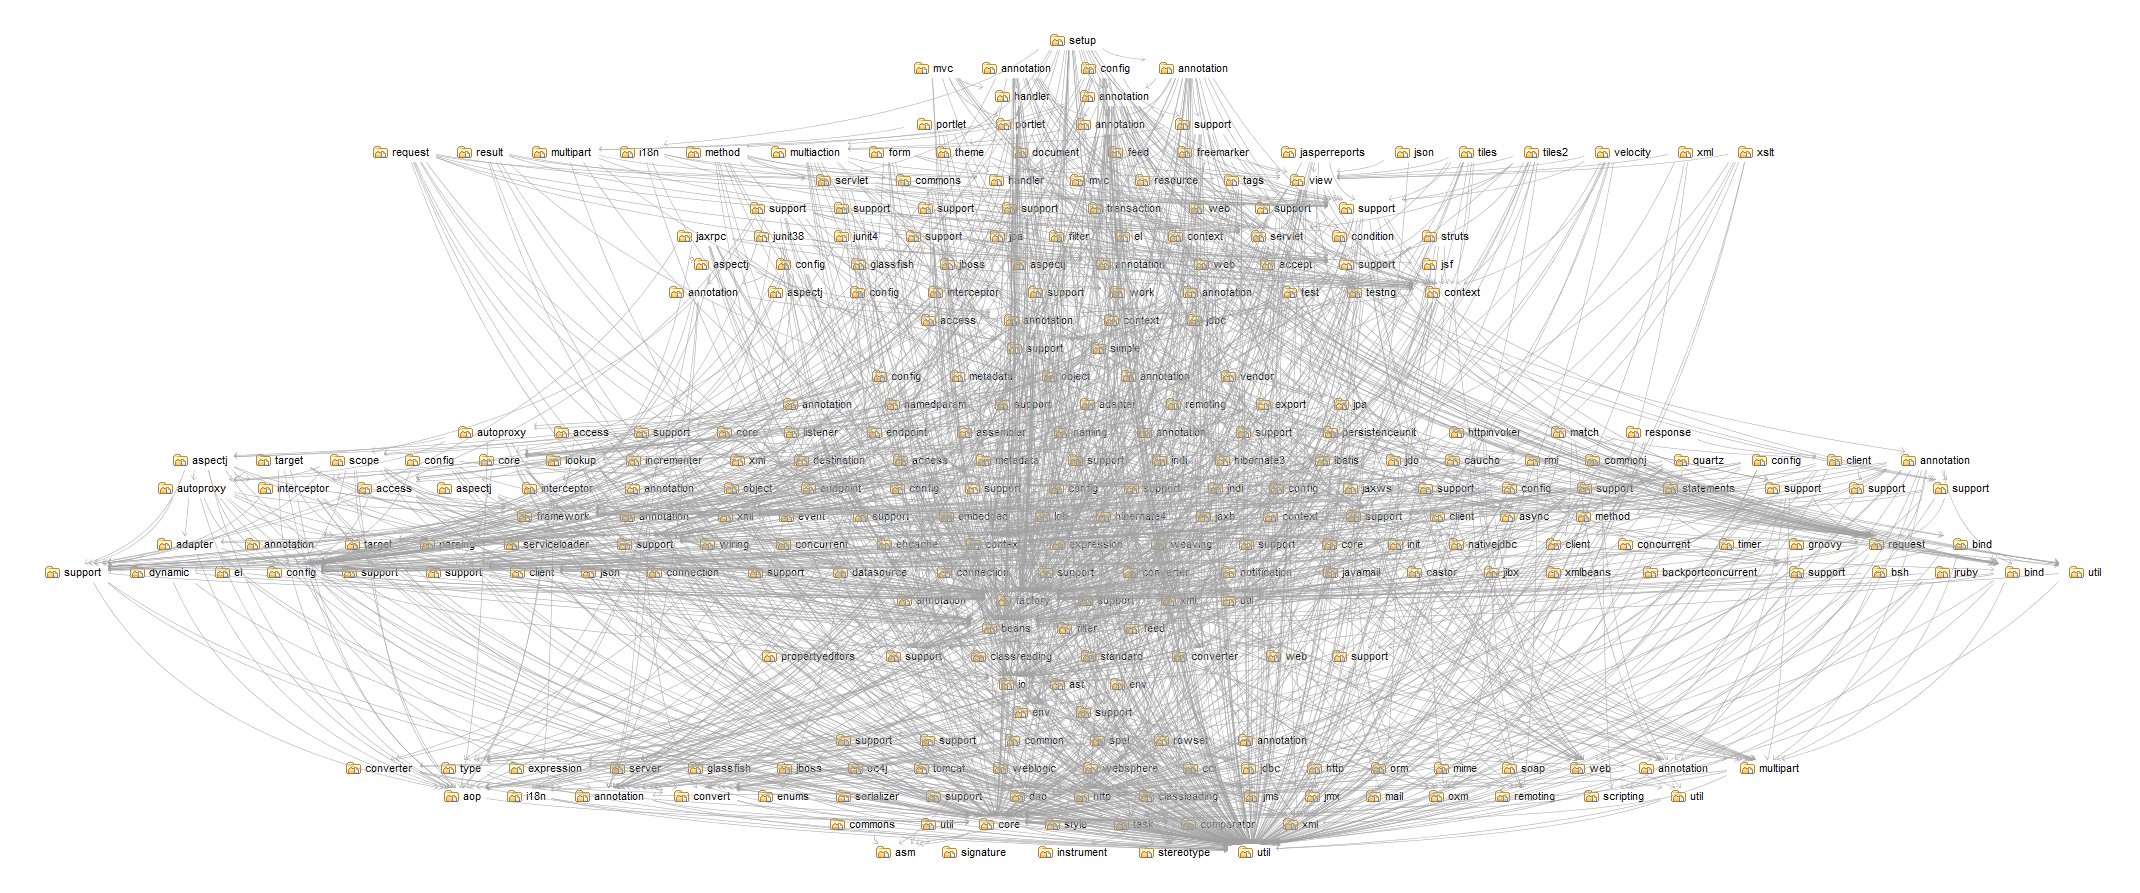 setup
mvc annotation config annotation
handler annotation
portlet portlet annotation support
request result multipart i18n method multiaction form theme document feed freemarker jasperreports json tiles tiles2 velocity xml xslt
servlet commons handler mvc resource tags view
support support support support transaction web support support
jaxrpc junit38 junit4 support jpa filter el context servlet condition struts
aspectj config glassfish jboss aspectj annotation web accept support jsf
annotation aspectj config interceptor support work annotation test testng context
access annotation context jdbc
support simple
config metadata object annotation vendor
annotation namedparam support adapter remoting export jpa
autoproxy access support core listener endpoint assembler naming annotation support persistenceunit httpinvoker match response
aspectj target scope config core lookup incrementer xml destination access metadata support jndi hibernate3 ibatis jdo caucho rmi commonj quartz config client annotation
autoproxy interceptor access aspectj interceptor annotation object endpoint config support config support jndi config jaxws support config support statements support support support
framework annotation xml event support embedded lob hibernate4 jaxb context support client async method
adapter annotation target parsing serviceloader support wiring concurrent ehcache context expression weaving support core init nativejdbc client concurrent timer groovy request bind
support dynamic el config support support client json connection support datasource connection support converter notification javamail castor jibx xmlbeans backportconcurrent support bsh jruby bind util
annotation factory support xml util
beans filter feed
propertyeditors support classreading standard converter web support
io ast env
env support
support support common spel rowset annotation
converter type expression server glassfish jboss oc4j tomcat weblogic websphere cci jdbc http orm mime soap web annotation multipart
aop i18n annotation convert enums serializer support dao http classloading jms jmx mail oxm remoting scripting util
commons util core style task comparator xml
asm signature instrument stereotype util